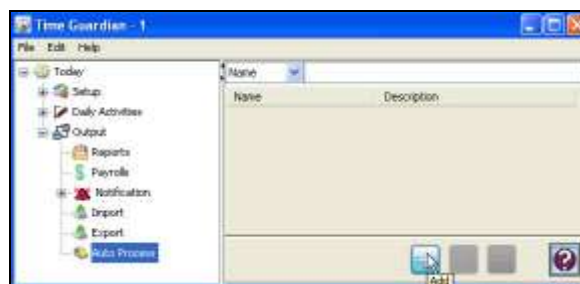 Time Guardian - 1
File Edit Help
Today
Setup
Daily Activities
Output
Reports
Payrolls
Notification
Import
Export
Auto Process
Name
Name Description
Add